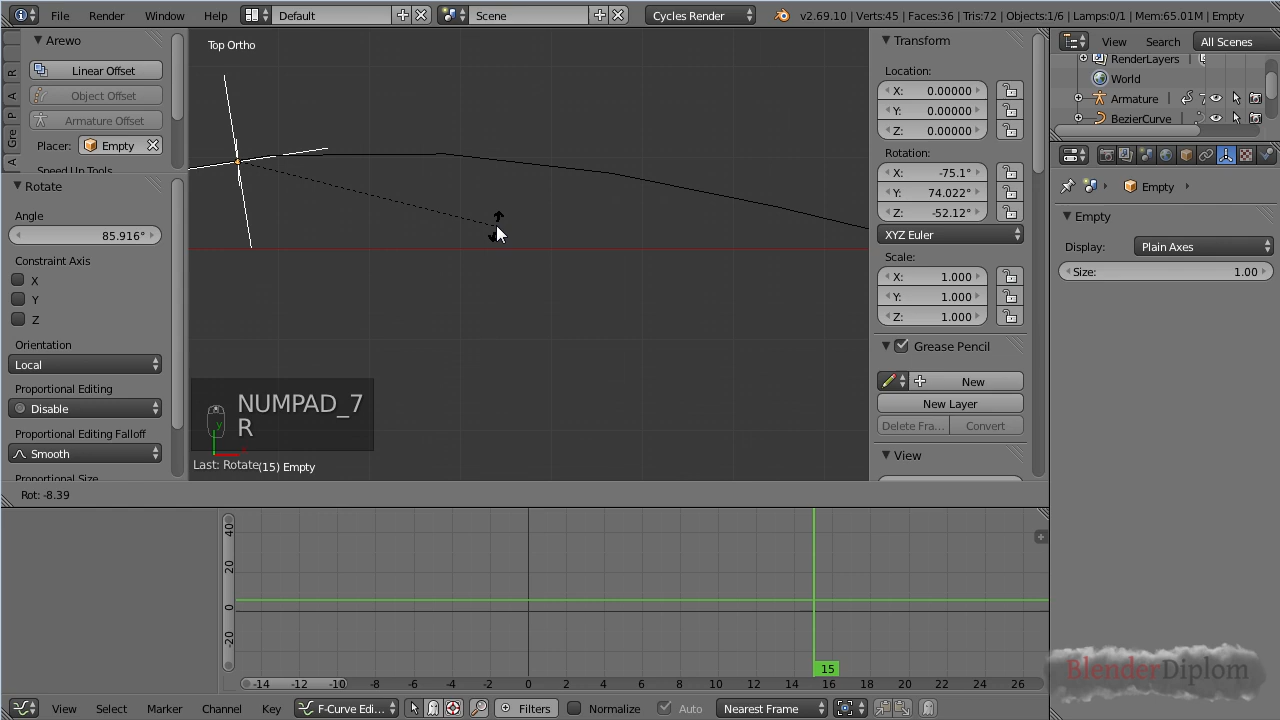 File Render Window Help Default Scene Cycles Render v2.69.10 | Verts:45 | Faces:36 | Tris:72 | Objects:1/6 | Lamps:0/1 | Mem:65.01M | Empty
Arewo
Linear Offset
Object Offset
Armature Offset
Placer: Empty
Speed Up Tools
R
A
P
Gre
A
Rotate
Angle
85.916°
Constraint Axis
X
Y
Z
Orientation
Local
Proportional Editing
Disable
Proportional Editing Falloff
Smooth
Proportional Size
Top Ortho
NUMPAD_7
R
y
Last: Rotate
(15) Empty
Rot: -8.39
Transform
Location:
X: 0.00000
Y: 0.00000
Z: 0.00000
Rotation:
X: -75.1°
Y: 74.022°
Z: -52.12°
XYZ Euler
Scale:
X: 1.000
Y: 1.000
Z: 1.000
Grease Pencil
New
New Layer
Delete Fra... Convert
View
View Search All Scenes
RenderLayers
World
Armature
BezierCurve
Empty
Empty
Display: Plain Axes
Size: 1.00
40
20
0
-20
15
-14 -12 -10 -8 -6 -4 -2 0 2 4 6 8 10 12 14 16 18 20 22 24 26
View Select Marker Channel Key F-Curve Edi... Filters Normalize Auto Nearest Frame
BlenderDiplom